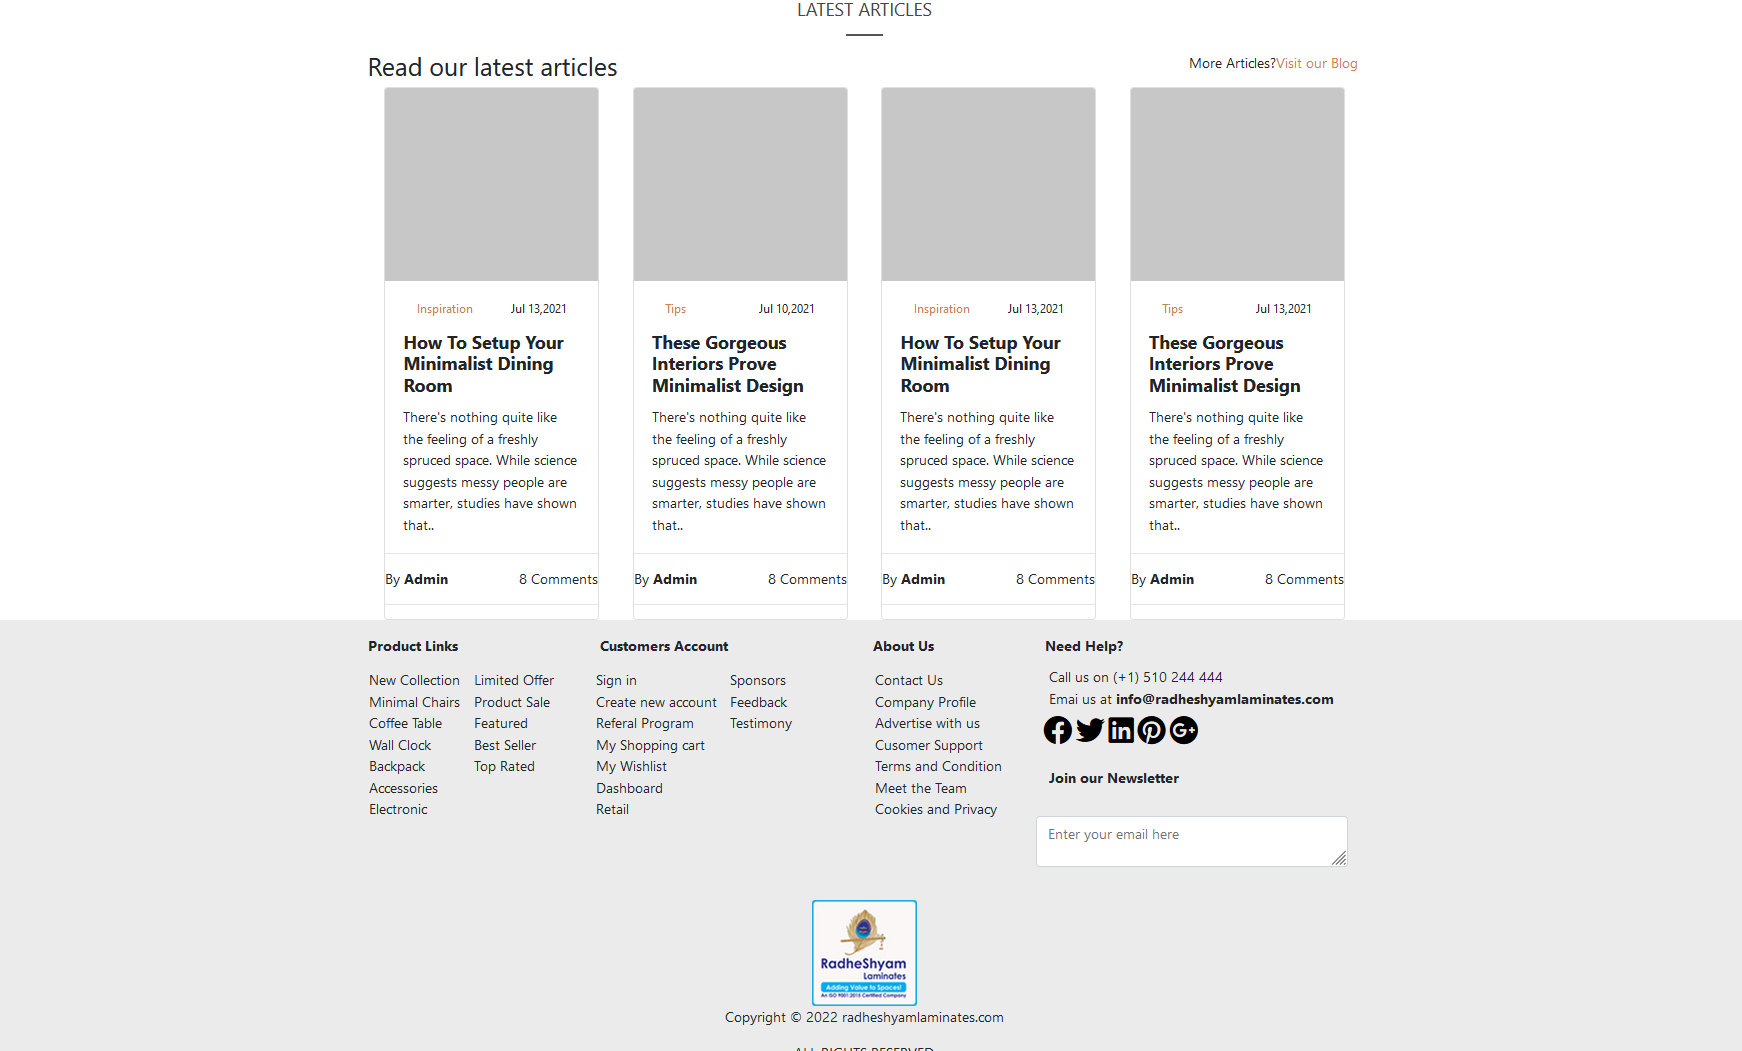 LATEST ARTICLES
Read our latest articles
More Articles?Visit our Blog
Inspiration Jul 13,2021
How To Setup Your
Minimalist Dining
Room
There's nothing quite like
the feeling of a freshly
spruced space. While science
suggests messy people are
smarter, studies have shown
that..
By Admin 8 Comments
Tips Jul 10,2021
These Gorgeous
Interiors Prove
Minimalist Design
There's nothing quite like
the feeling of a freshly
spruced space. While science
suggests messy people are
smarter, studies have shown
that..
By Admin 8 Comments
Inspiration Jul 13,2021
How To Setup Your
Minimalist Dining
Room
There's nothing quite like
the feeling of a freshly
spruced space. While science
suggests messy people are
smarter, studies have shown
that..
By Admin 8 Comments
Tips Jul 13,2021
These Gorgeous
Interiors Prove
Minimalist Design
There's nothing quite like
the feeling of a freshly
spruced space. While science
suggests messy people are
smarter, studies have shown
that..
By Admin 8 Comments
Product Links
New Collection
Minimal Chairs
Coffee Table
Wall Clock
Backpack
Accessories
Electronic
Limited Offer
Product Sale
Featured
Best Seller
Top Rated
Customers Account
Sign in
Create new account
Referal Program
My Shopping cart
My Wishlist
Dashboard
Retail
Sponsors
Feedback
Testimony
About Us
Contact Us
Company Profile
Advertise with us
Cusomer Support
Terms and Condition
Meet the Team
Cookies and Privacy
Need Help?
Call us on (+1) 510 244 444
Emai us at info@radheshyamlaminates.com
Join our Newsletter
Enter your email here
RadheShyam
Laminates
Adding Value to Spaces!
An ISO 9001:2015 Certified Company
Copyright © 2022 radheshyamlaminates.com
ALL RIGHTS RESERVED